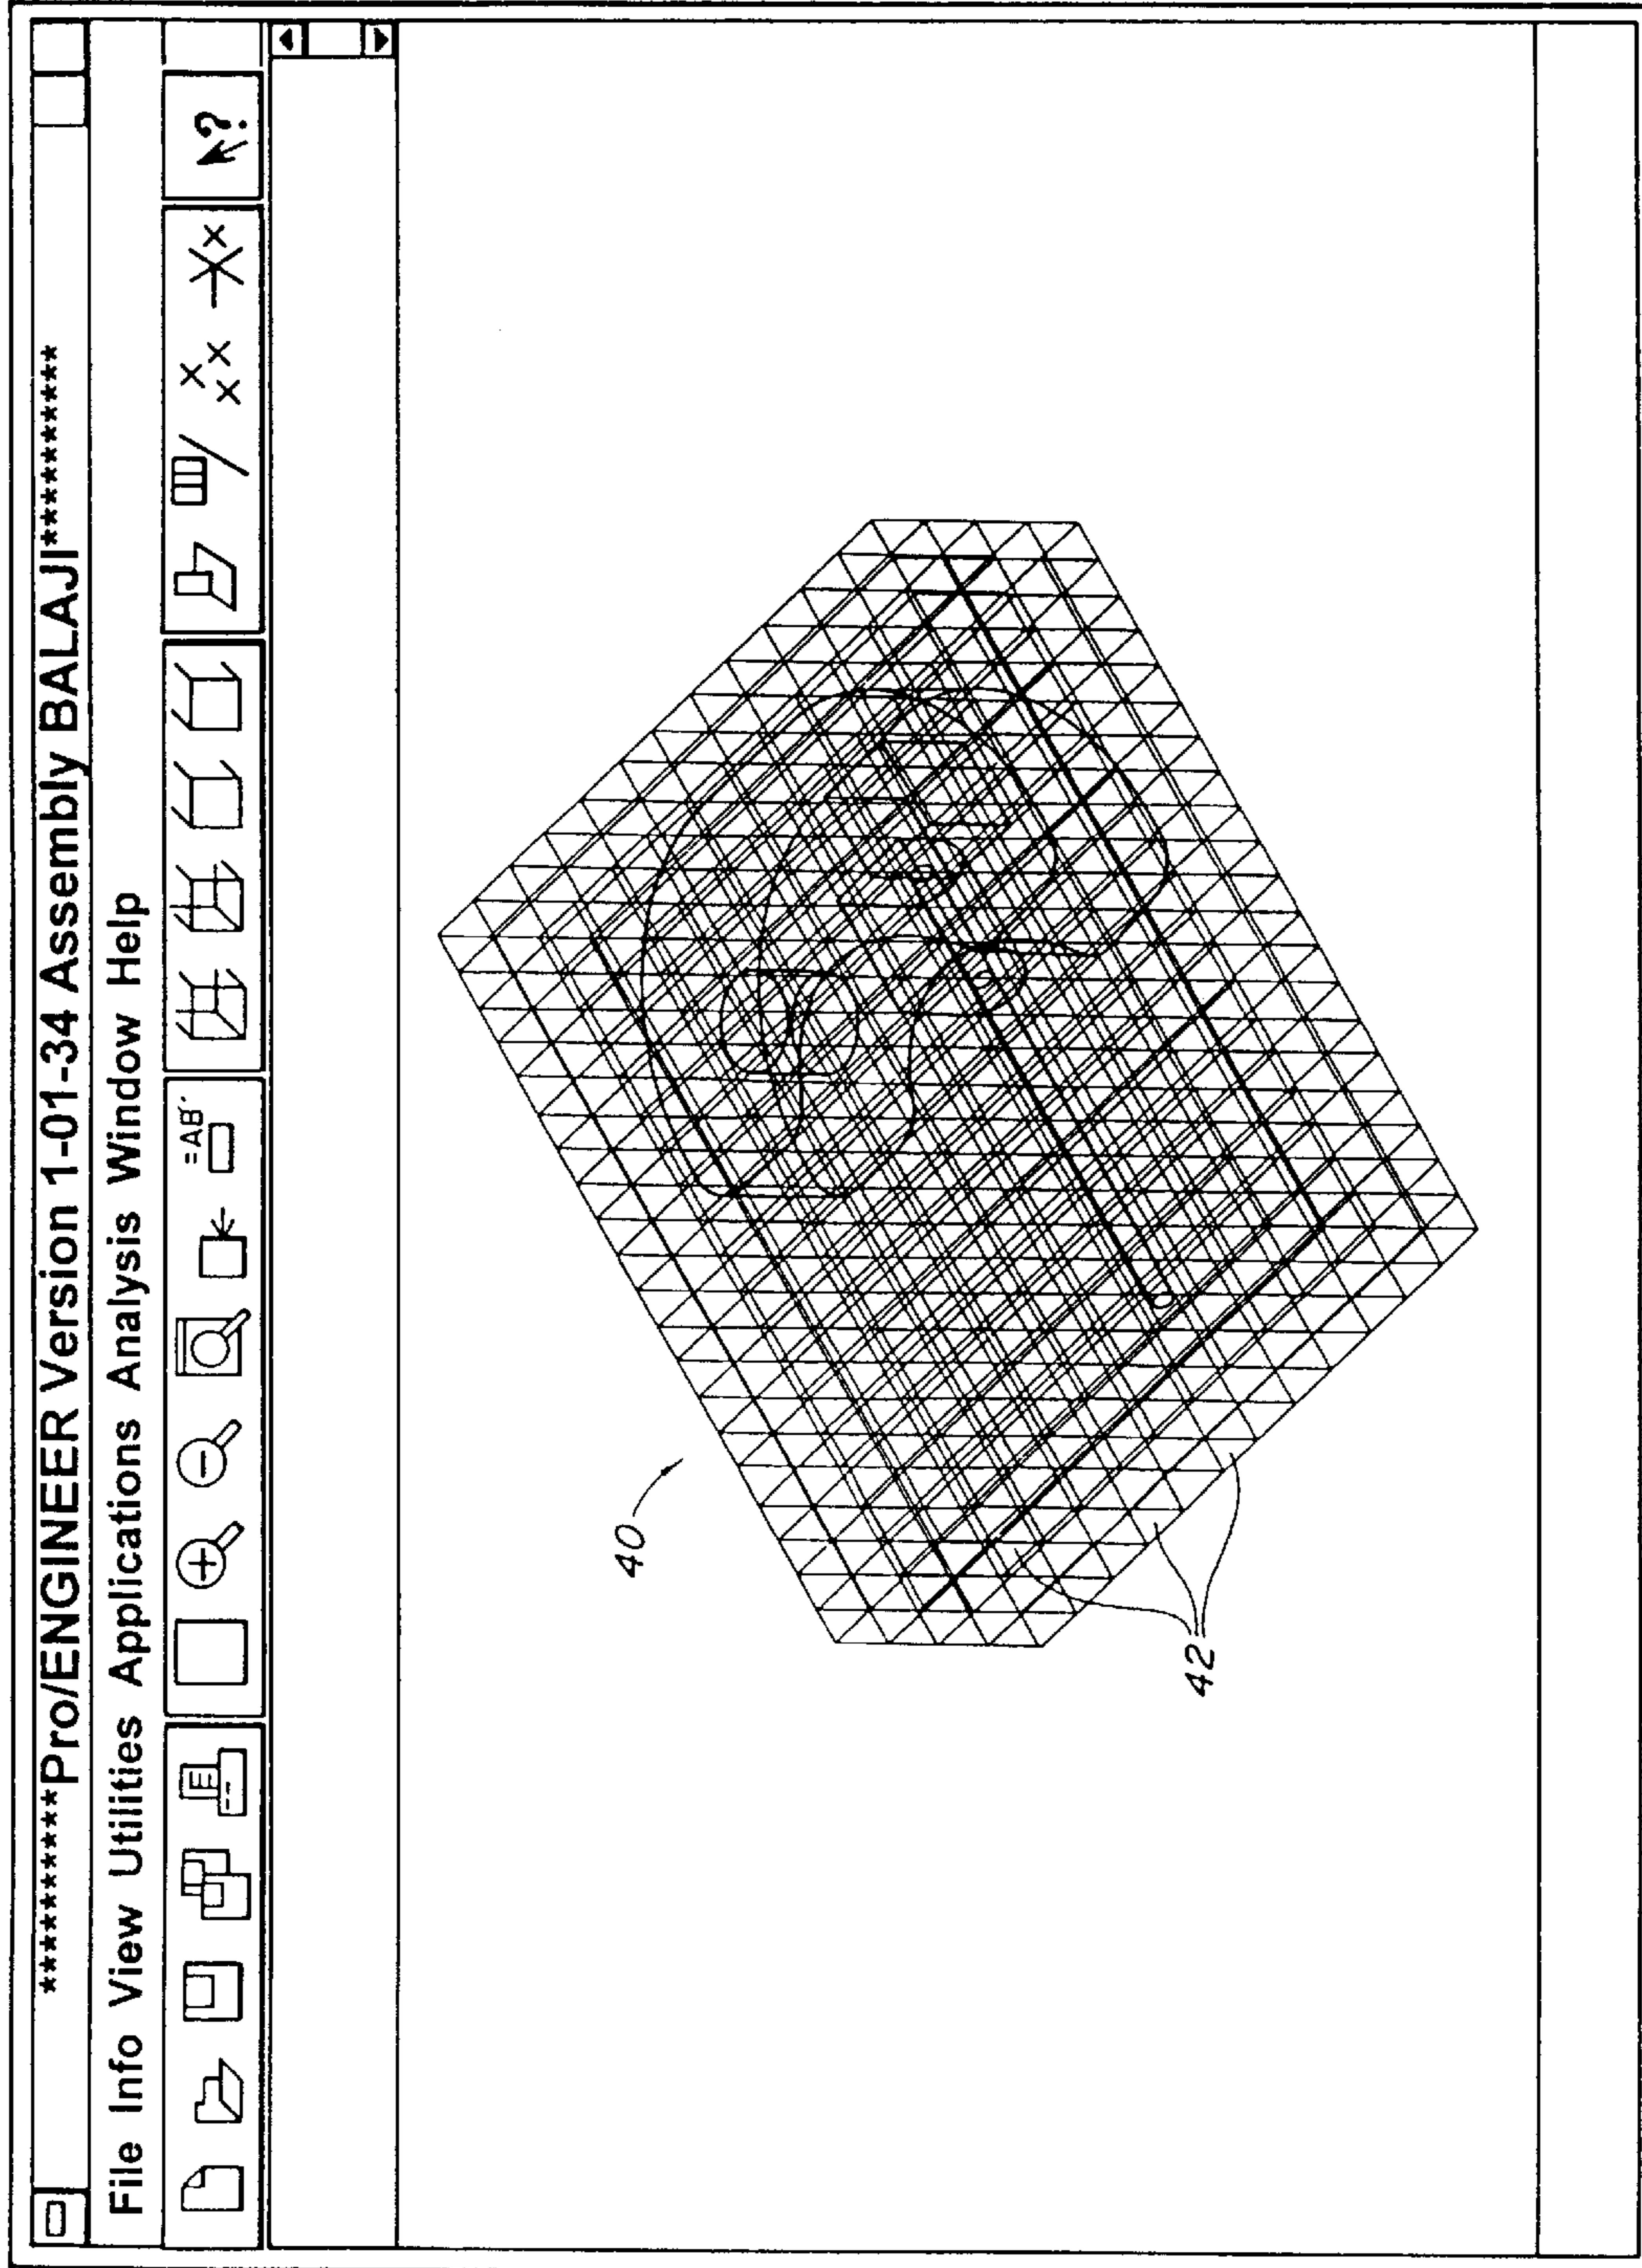 *********Pro/ENGINEER Version 1-01-34 Assembly BALAJI*********
File Info View Utilities Applications Analysis Window Help
=AB'
?
40
42